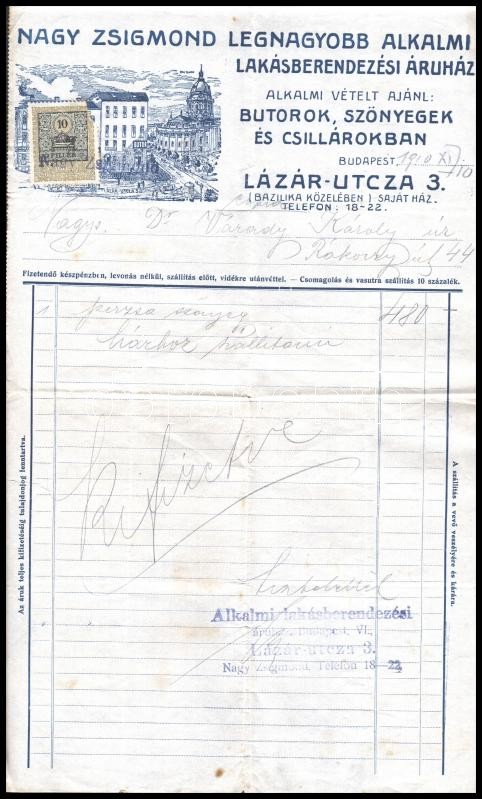 NAGY ZSIGMOND LEGNAGYOBB ALKALMI
LAKÁSBERENDEZÉSI ÁRUHÁZ
ALKALMI VÉTELT AJÁNL:
BUTOROK, SZŐNYEGEK
ÉS CSILLÁROKBAN
BUDAPEST, 1910 XI/10
LÁZÁR-UTCZA 3.
(BAZILIKA KÖZELÉBEN) SAJÁT HÁZ.
TELEFON: 18-22.
10
Nagys. Dr Várady Károly úr
Rákoczy út 44
Fizetendő készpénzben, levonás nélkül, szállítás előtt, vidékre utánvéttel. — Csomagolás és vasutra szállítás 10 százalék.
1 perzsa szőnyeg 480
házhoz szállítani
Kifizetve
Az áruk teljes kifizetéséig tulajdonjog fenntartva.
A szállítás a vevő veszélyére és kárára.
Alkalmi lakásberendezési
áruház, Budapest, VI.,
Lázár-utcza 3.
Nagy Zsigmond, Telefon 18—22